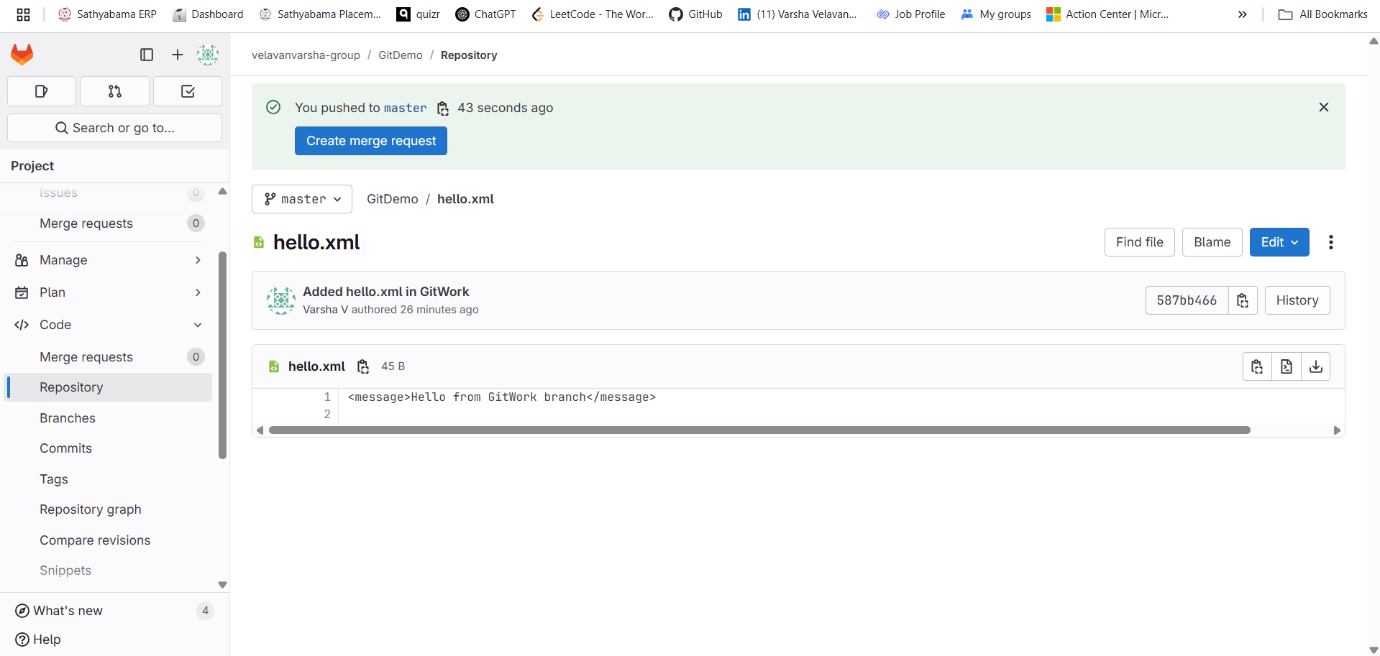 Sathyabama ERP
Dashboard
Sathyabama Placem...
quizr
ChatGPT
LeetCode - The Wor...
GitHub
(11) Varsha Velavan...
Job Profile
My groups
Action Center | Micr...
»
All Bookmarks
velavanvarsha-group / GitDemo / Repository
Search or go to...
Project
Issues 0
Merge requests 0
Manage
Plan
Code
Merge requests 0
Repository
Branches
Commits
Tags
Repository graph
Compare revisions
Snippets
What's new 4
Help
You pushed to master 43 seconds ago
Create merge request
master
GitDemo / hello.xml
hello.xml
Find file
Blame
Edit
Added hello.xml in GitWork
Varsha V authored 26 minutes ago
587bb466
History
hello.xml 45 B
1 <message>Hello from GitWork branch</message>
2